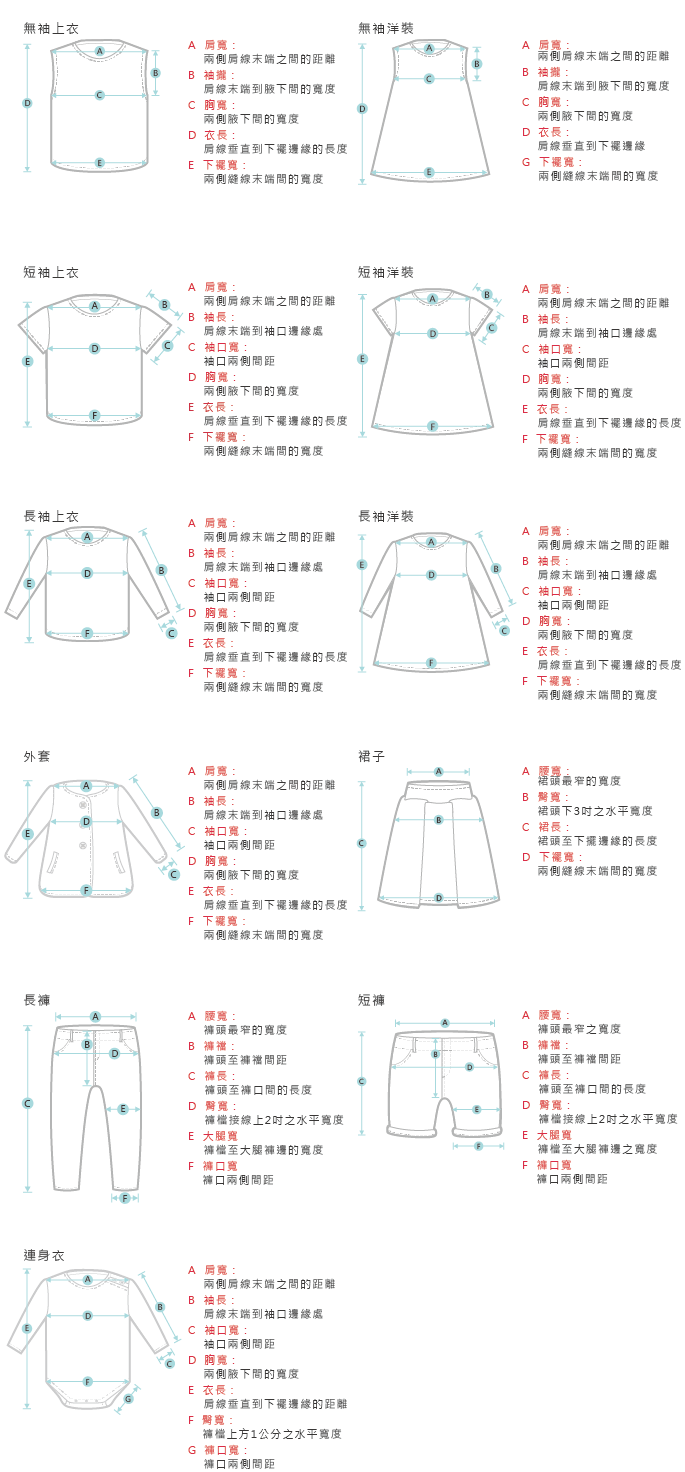 無袖上衣
A 肩寬：
兩側肩線末端之間的距離
B 袖攏：
肩線末端到腋下間的寬度
C 胸寬：
兩側腋下間的寬度
D 衣長：
肩線垂直到下襬邊緣的長度
E 下襬寬：
兩側縫線末端間的寬度
無袖洋裝
A 肩寬：
兩側肩線末端之間的距離
B 袖攏：
肩線末端到腋下間的寬度
C 胸寬：
兩側腋下間的寬度
D 衣長：
肩線垂直到下襬邊緣
G 下襬寬：
兩側縫線末端間的寬度
短袖上衣
A 肩寬：
兩側肩線末端之間的距離
B 袖長：
肩線末端到袖口邊緣處
C 袖口寬：
袖口兩側間距
D 胸寬：
兩側腋下間的寬度
E 衣長：
肩線垂直到下襬邊緣的長度
F 下襬寬：
兩側縫線末端間的寬度
短袖洋裝
A 肩寬：
兩側肩線末端之間的距離
B 袖長：
肩線末端到袖口邊緣處
C 袖口寬：
袖口兩側間距
D 胸寬：
兩側腋下間的寬度
E 衣長：
肩線垂直到下襬邊緣的長度
F 下襬寬：
兩側縫線末端間的寬度
長袖上衣
A 肩寬：
兩側肩線末端之間的距離
B 袖長：
肩線末端到袖口邊緣處
C 袖口寬：
袖口兩側間距
D 胸寬：
兩側腋下間的寬度
E 衣長：
肩線垂直到下襬邊緣的長度
F 下襬寬：
兩側縫線末端間的寬度
長袖洋裝
A 肩寬：
兩側肩線末端之間的距離
B 袖長：
肩線末端到袖口邊緣處
C 袖口寬：
袖口兩側間距
D 胸寬：
兩側腋下間的寬度
E 衣長：
肩線垂直到下襬邊緣的長度
F 下襬寬：
兩側縫線末端間的寬度
外套
A 肩寬：
兩側肩線末端之間的距離
B 袖長：
肩線末端到袖口邊緣處
C 袖口寬：
袖口兩側間距
D 胸寬：
兩側腋下間的寬度
E 衣長：
肩線垂直到下襬邊緣的長度
F 下襬寬：
兩側縫線末端間的寬度
裙子
A 腰寬：
裙頭最窄的寬度
B 臀寬：
裙頭下3吋之水平寬度
C 裙長：
裙頭至下擺邊緣的長度
D 下襬寬：
兩側縫線末端間的寬度
長褲
A 腰寬：
褲頭最窄的寬度
B 褲襠：
褲頭至褲襠間距
C 褲長：
褲頭至褲口間的長度
D 臀寬：
褲檔接線上2吋之水平寬度
E 大腿寬
褲檔至大腿褲邊的寬度
F 褲口寬
褲口兩側間距
短褲
A 腰寬：
褲頭最窄之寬度
B 褲襠：
褲頭至褲襠間距
C 褲長：
褲頭至褲口間的長度
D 臀寬：
褲檔接線上2吋之水平寬度
E 大腿寬
褲檔至大腿褲邊之寬度
F 褲口寬
褲口兩側間距
連身衣
A 肩寬：
兩側肩線末端之間的距離
B 袖長：
肩線末端到袖口邊緣處
C 袖口寬：
袖口兩側間距
D 胸寬：
兩側腋下間的寬度
E 衣長：
肩線垂直到下襬邊緣的距離
F 臀寬：
褲檔上方1公分之水平寬度
G 褲口寬：
褲口兩側間距